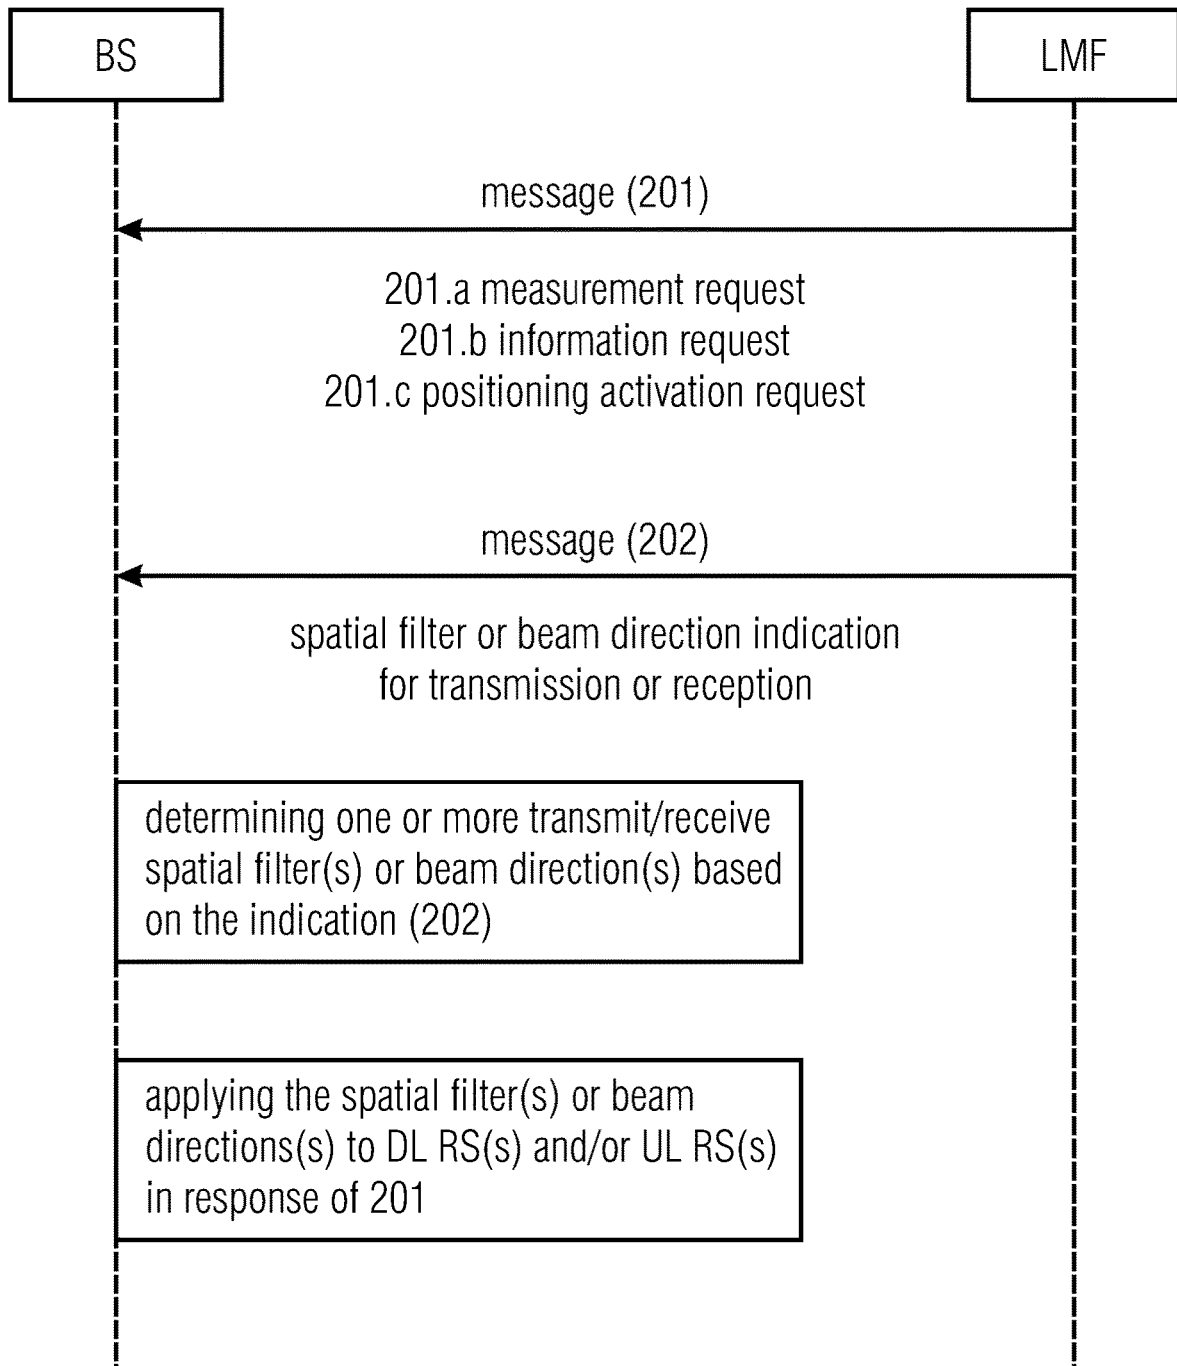 BS
LMF
message (201)
201.a measurement request
201.b information request
201.c positioning activation request
message (202)
spatial filter or beam direction indication
for transmission or reception
determining one or more transmit/receive
spatial filter(s) or beam direction(s) based
on the indication (202)
applying the spatial filter(s) or beam
directions(s) to DL RS(s) and/or UL RS(s)
in response of 201